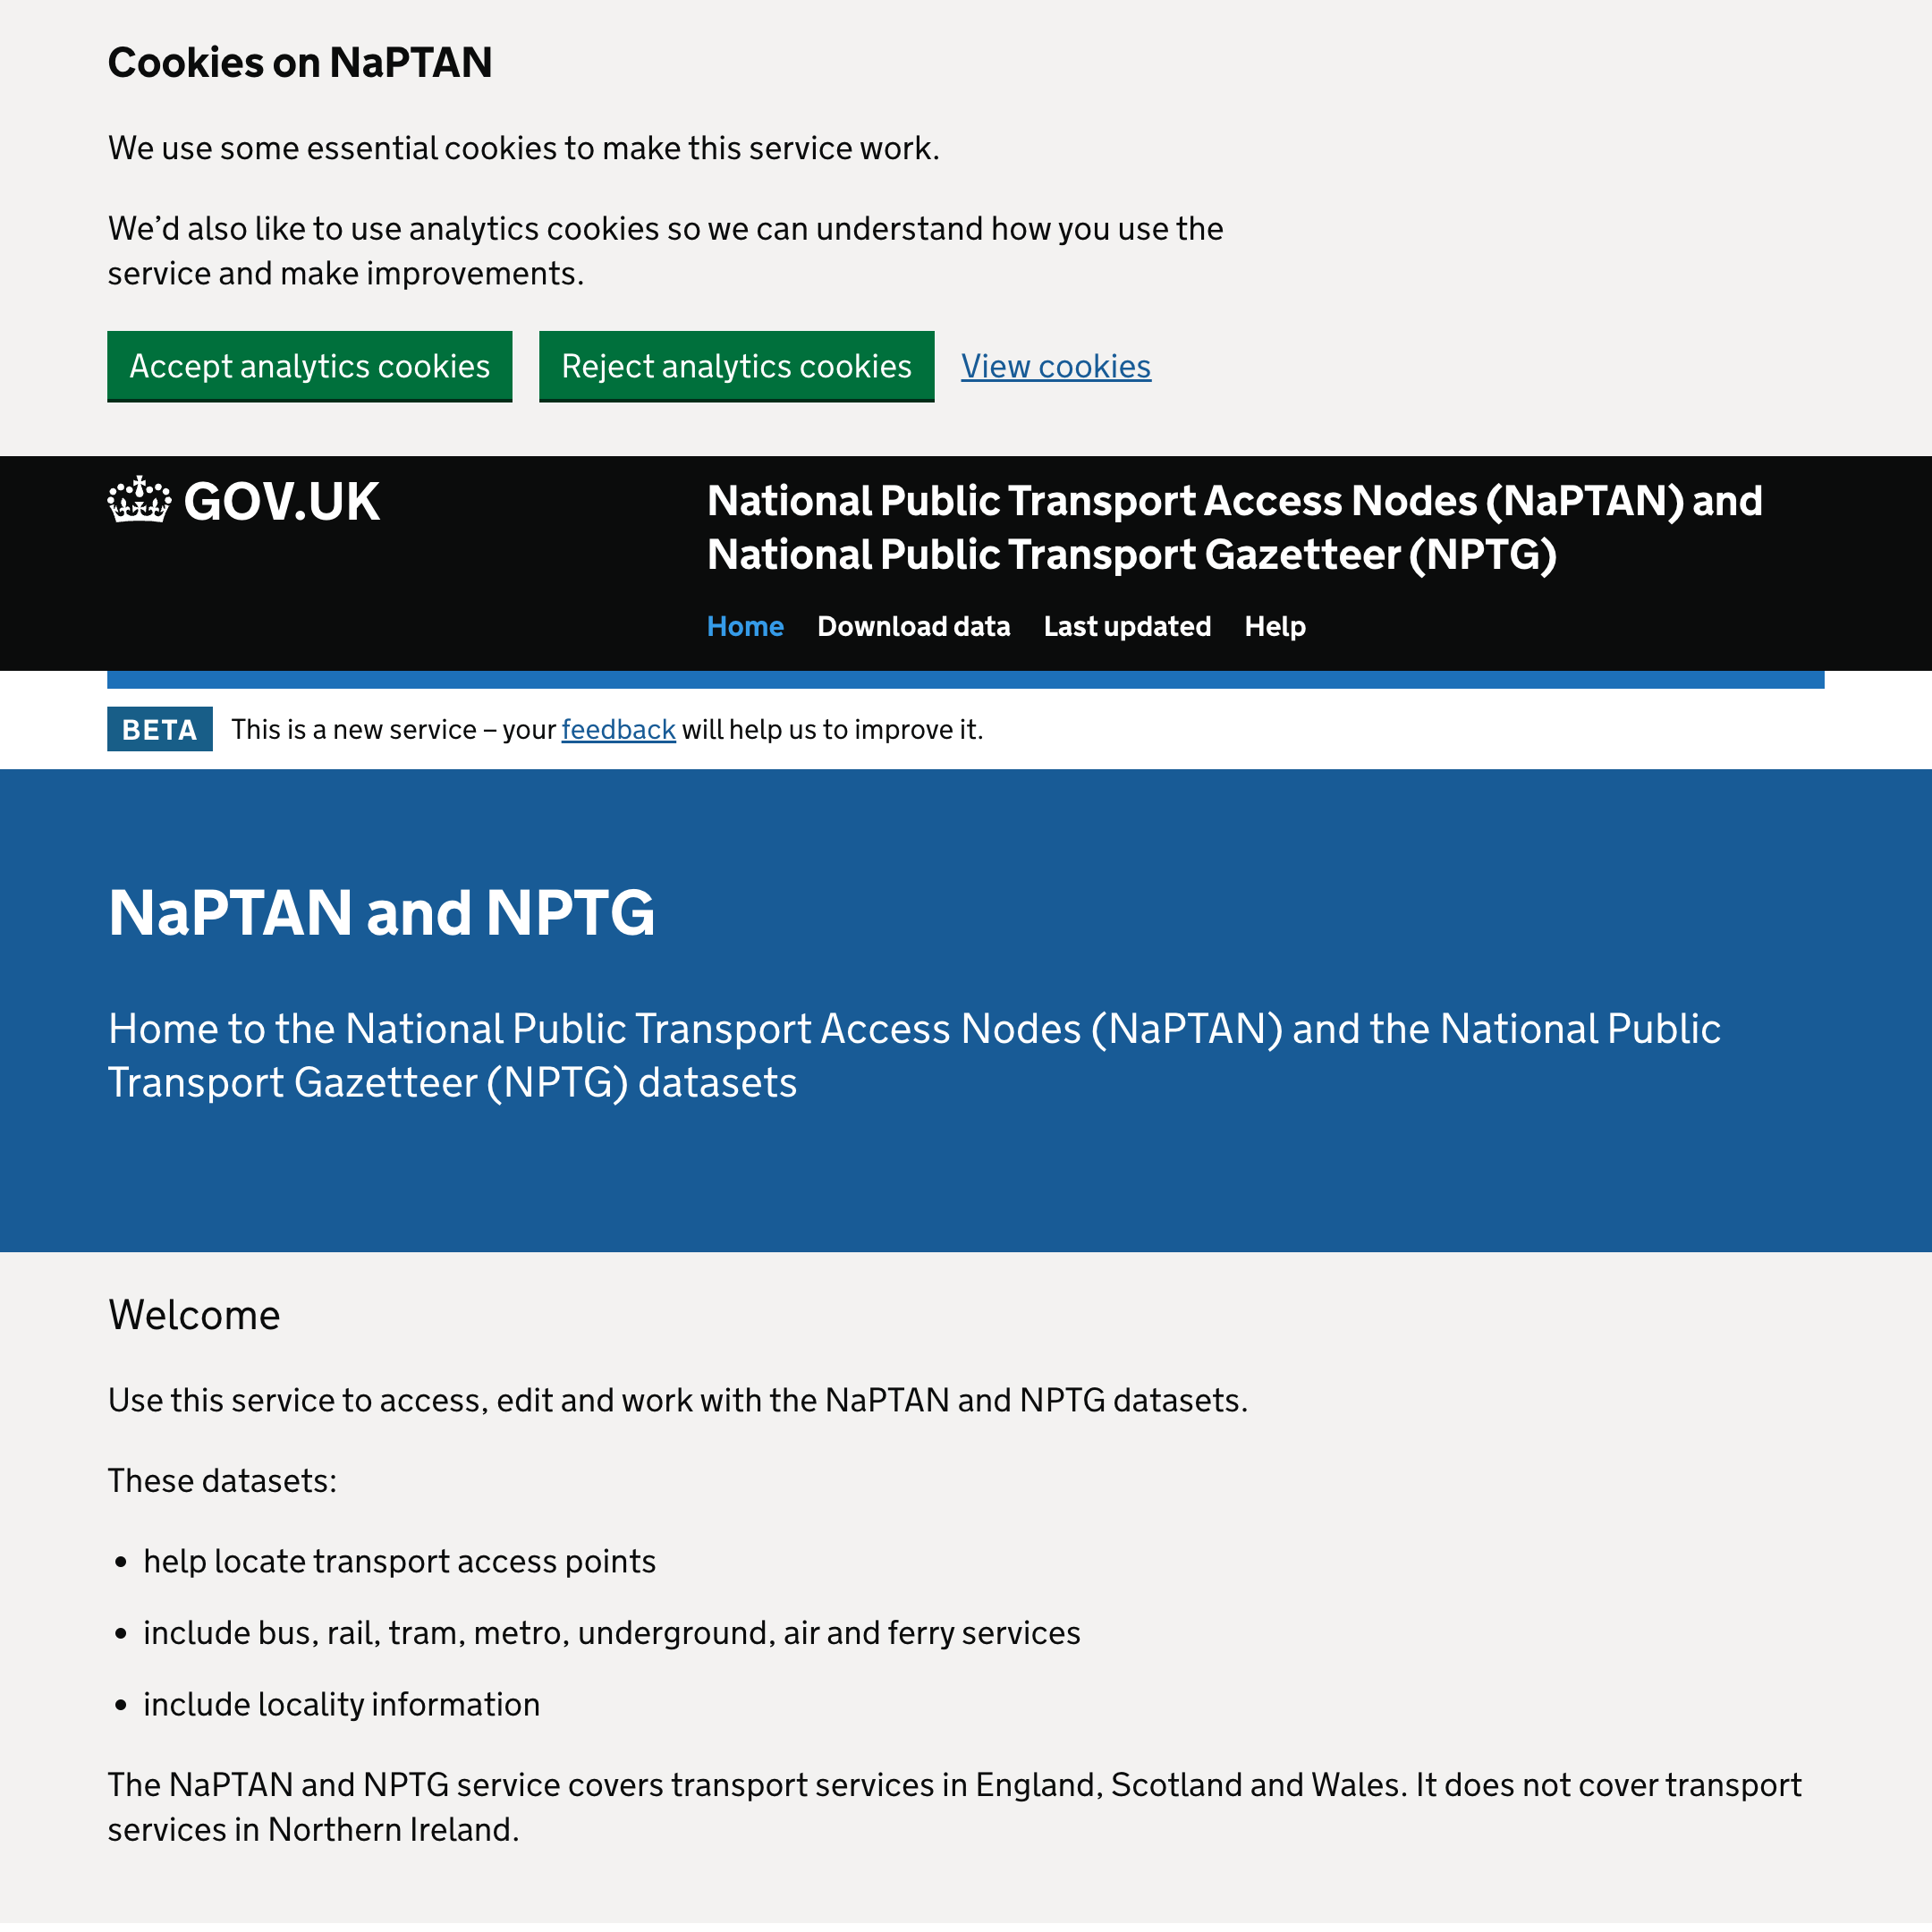 Cookies on NaPTAN
We use some essential cookies to make this service work.
We’d also like to use analytics cookies so we can understand how you use the
service and make improvements.
Accept analytics cookies Reject analytics cookies View cookies
GOV.UK
National Public Transport Access Nodes (NaPTAN) and
National Public Transport Gazetteer (NPTG)
Home Download data Last updated Help
BETA This is a new service – your feedback will help us to improve it.
NaPTAN and NPTG
Home to the National Public Transport Access Nodes (NaPTAN) and the National Public
Transport Gazetteer (NPTG) datasets
Welcome
Use this service to access, edit and work with the NaPTAN and NPTG datasets.
These datasets:
• help locate transport access points
• include bus, rail, tram, metro, underground, air and ferry services
• include locality information
The NaPTAN and NPTG service covers transport services in England, Scotland and Wales. It does not cover transport
services in Northern Ireland.